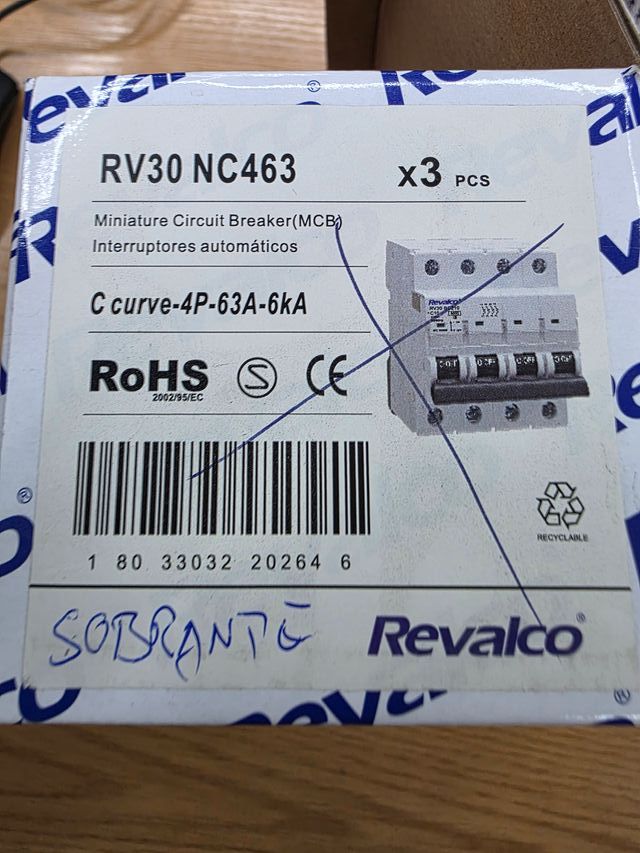 RV30 NC463
x3 PCS
Miniature Circuit Breaker(MCB)
Interruptores automáticos
C curve-4P-63A-6kA
RoHS
2002/95/EC
S
CE
Revalco
1 80 33032 20264 6
RECYCLABLE
SOBRANTE
Revalco®